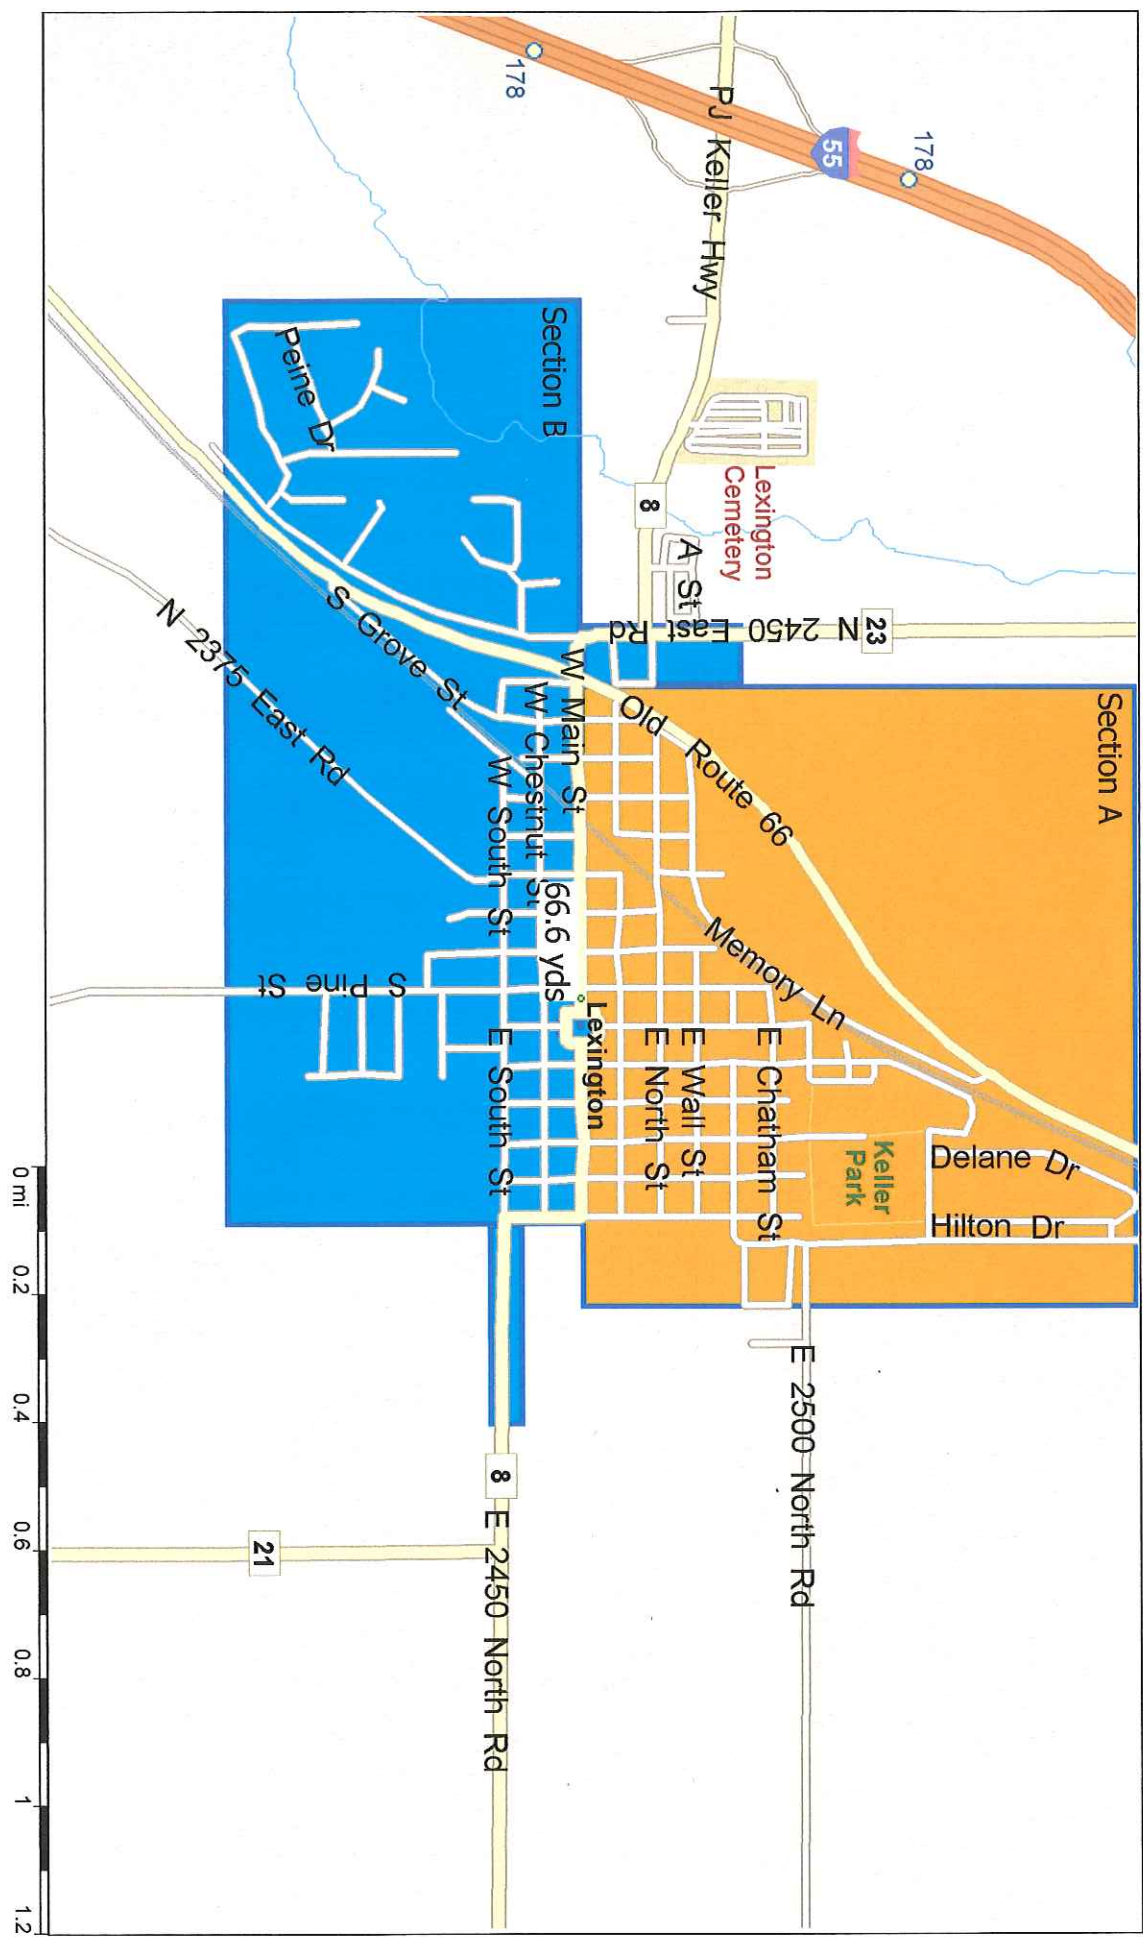 178
178
55
PJ Keller Hwy
Section B
Peine Dr
Lexington
Cemetery
8
A St
N 2450 East Rd
23
Section A
S Grove St
N 2375 East Rd
W Main St
W Chestnut St
W South St
Old Route 66
66.6 yds
Memory Ln
S Pine St
Lexington
E South St
E North St
E Wall St
E Chatham St
Keller
Park
Delane Dr
Hilton Dr
E 2500 North Rd
8
E 2450 North Rd
21
0 mi 0.2 0.4 0.6 0.8 1 1.2